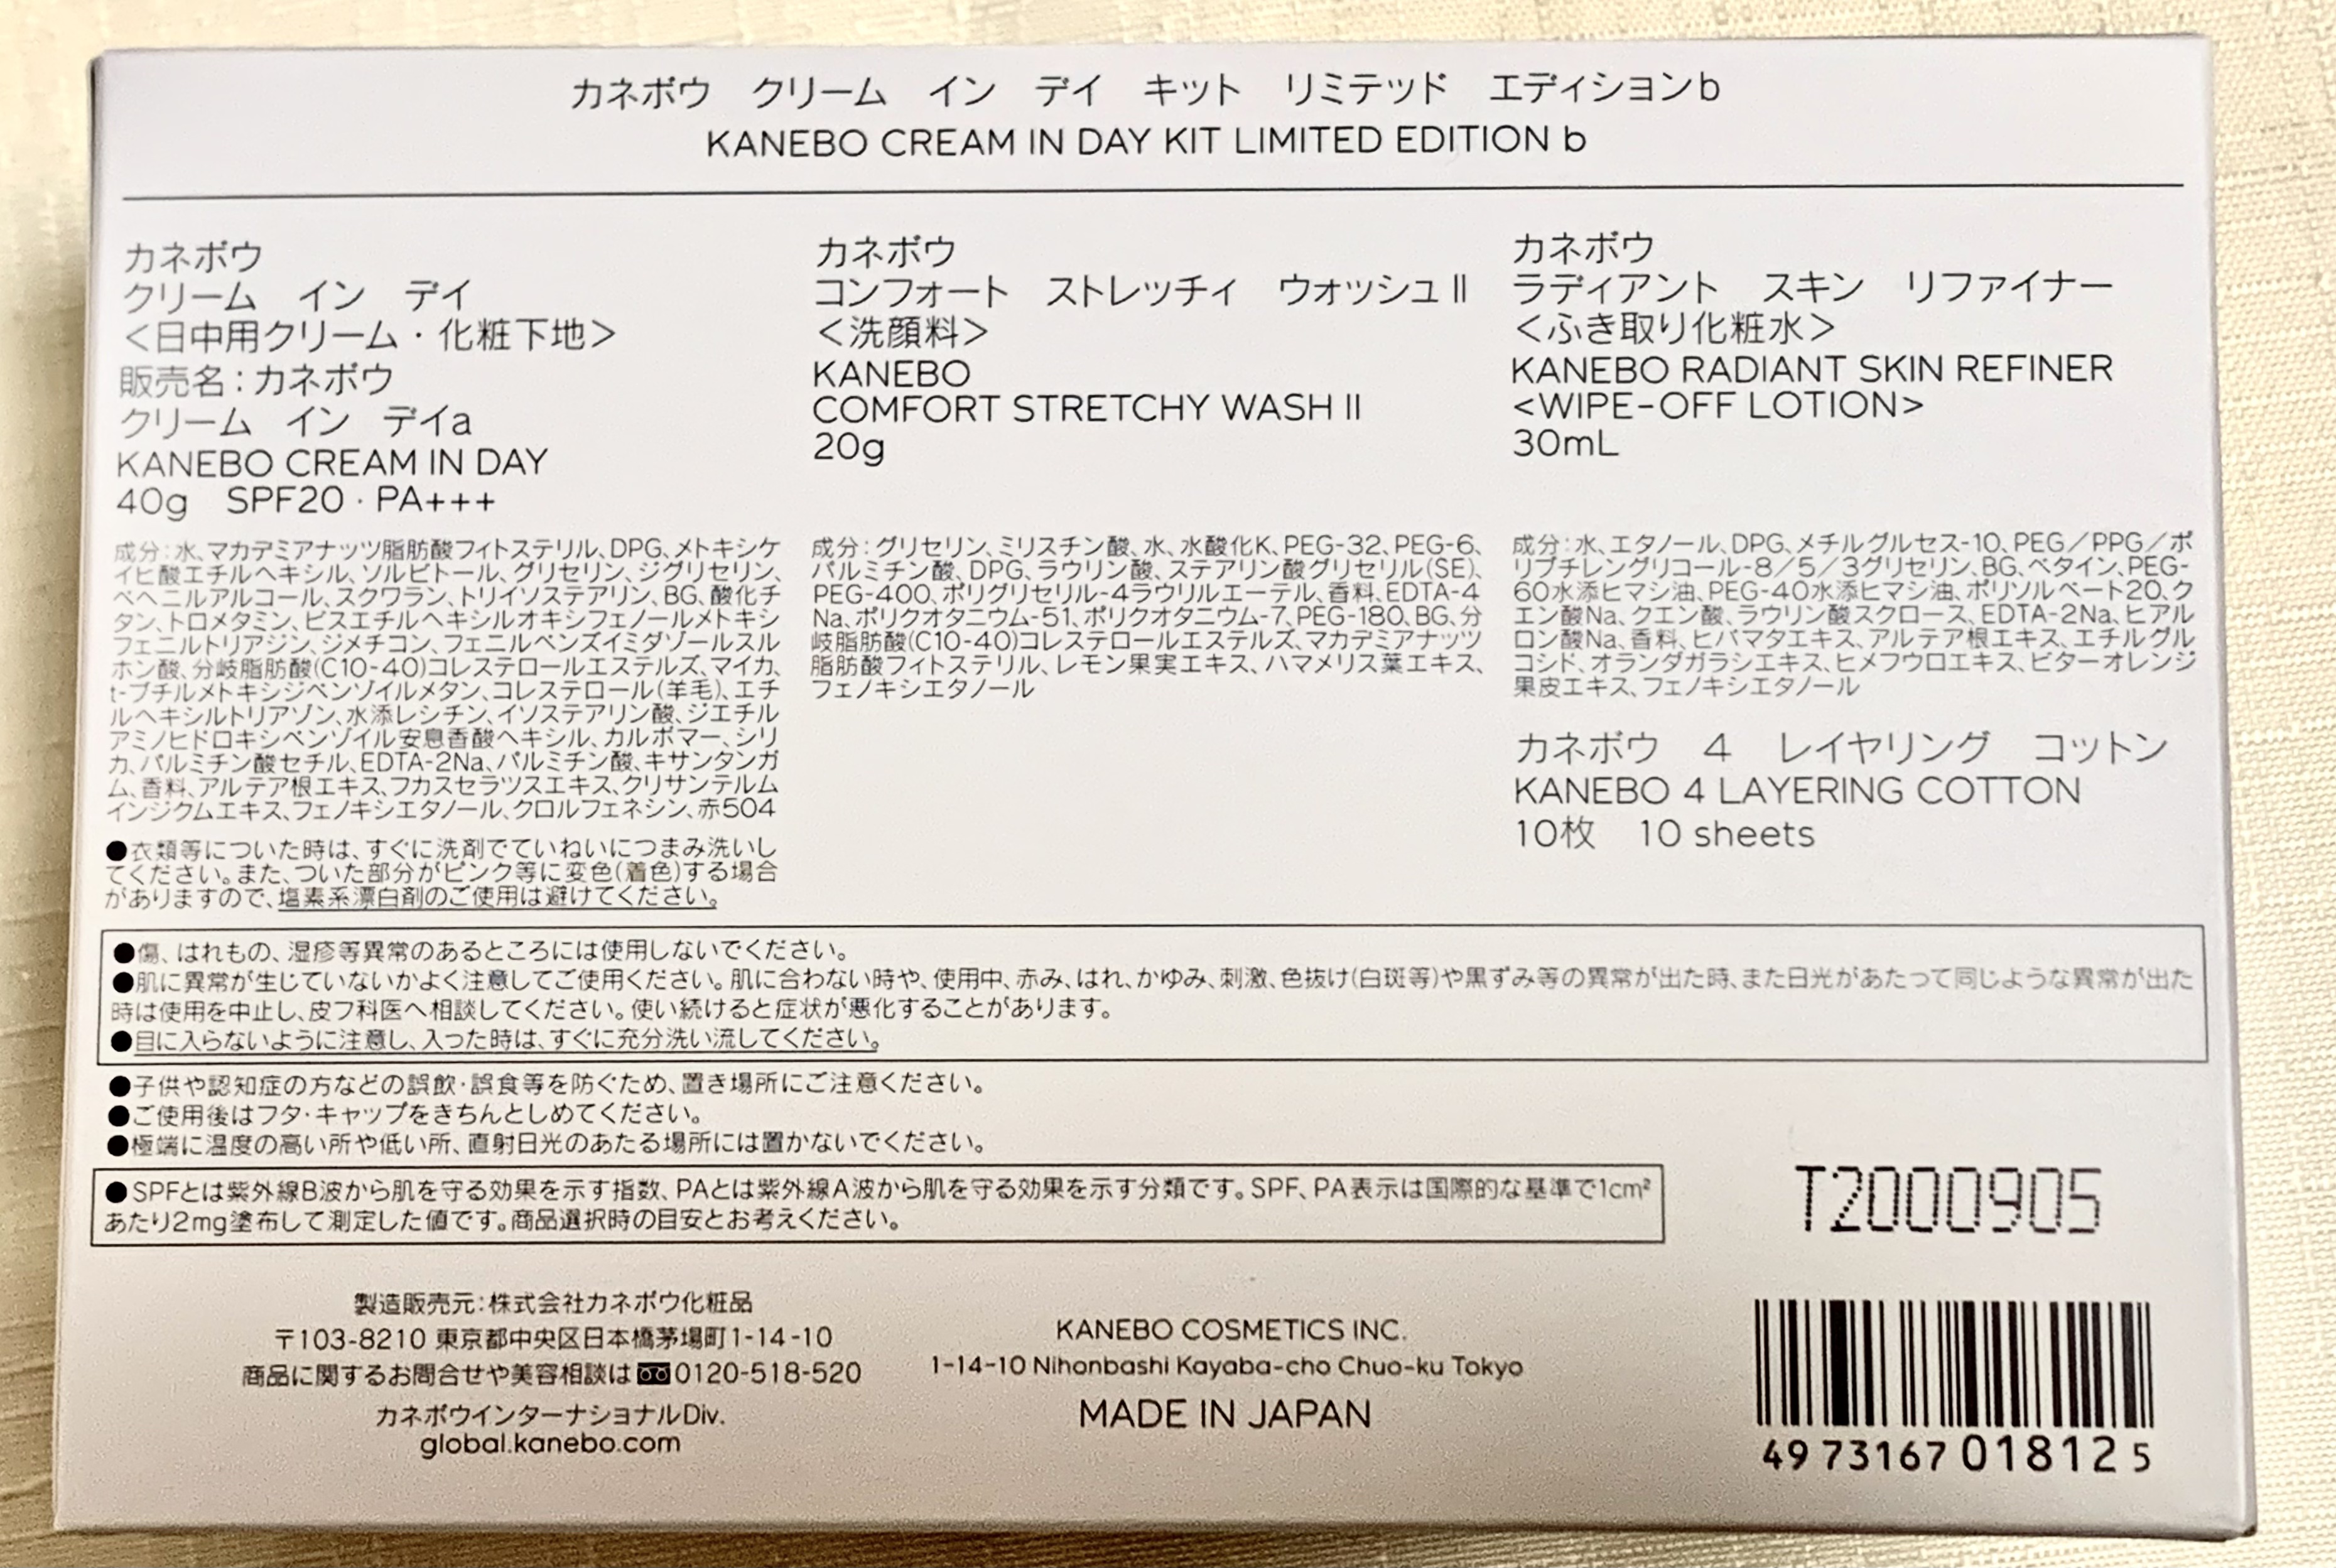 カネボウ　クリーム　イン　デイ　キット　リミテッド　エディションb
KANEBO CREAM IN DAY KIT LIMITED EDITION b
カネボウ
クリーム　イン　デイ
＜日中用クリーム・化粧下地＞
販売名：カネボウ
クリーム　イン　デイa
KANEBO CREAM IN DAY
40g　SPF20・PA+++
成分：水、マカデミアナッツ脂肪酸フィトステリル、DPG、メトキシケ
イヒ酸エチルヘキシル、ソルビトール、グリセリン、ジグリセリン、
ベヘニルアルコール、スクワラン、トリイソステアリン、BG、酸化チ
タン、トロメタミン、ビスエチルヘキシルオキシフェノールメトキシ
フェニルトリアジン、ジメチコン、フェニルベンズイミダゾールスル
ホン酸、分岐脂肪酸(C10-40)コレステロールエステルズ、マイカ、
t-ブチルメトキシジベンゾイルメタン、コレステロール(羊毛)、エチ
ルヘキシルトリアゾン、水添レシチン、イソステアリン酸、ジエチル
アミノヒドロキシベンゾイル安息香酸ヘキシル、カルボマー、シリ
カ、パルミチン酸セチル、EDTA-2Na、パルミチン酸、キサンタンガ
ム、香料、アルテア根エキス、フカスセラツスエキス、クリサンテルム
インジクムエキス、フェノキシエタノール、クロルフェネシン、赤504
●衣類等についた時は、すぐに洗剤でていねいにつまみ洗いし
てください。また、ついた部分がピンク等に変色(着色)する場合
がありますので、塩素系漂白剤のご使用は避けてください。
カネボウ
コンフォート　ストレッチィ　ウォッシュⅡ
＜洗顔料＞
KANEBO
COMFORT STRETCHY WASH II
20g
成分：グリセリン、ミリスチン酸、水、水酸化K、PEG-32、PEG-6、
パルミチン酸、DPG、ラウリン酸、ステアリン酸グリセリル(SE)、
PEG-400、ポリグリセリル-4ラウリルエーテル、香料、EDTA-4
Na、ポリクオタニウム-51、ポリクオタニウム-7、PEG-180、BG、分
岐脂肪酸(C10-40)コレステロールエステルズ、マカデミアナッツ
脂肪酸フィトステリル、レモン果実エキス、ハマメリス葉エキス、
フェノキシエタノール
カネボウ
ラディアント　スキン　リファイナー
＜ふき取り化粧水＞
KANEBO RADIANT SKIN REFINER
<WIPE-OFF LOTION>
30mL
成分：水、エタノール、DPG、メチルグルセス-10、PEG／PPG／ポ
リブチレングリコール-8／5／3グリセリン、BG、ベタイン、PEG-
60水添ヒマシ油、PEG-40水添ヒマシ油、ポリソルベート20、ク
エン酸Na、クエン酸、ラウリン酸スクロース、EDTA-2Na、ヒアル
ロン酸Na、香料、ヒバマタエキス、アルテア根エキス、エチルグル
コシド、オランダガラシエキス、ヒメフウロエキス、ビターオレンジ
果皮エキス、フェノキシエタノール
カネボウ　4　レイヤリング　コットン
KANEBO 4 LAYERING COTTON
10枚　10 sheets
●傷、はれもの、湿疹等異常のあるところには使用しないでください。
●肌に異常が生じていないかよく注意してご使用ください。肌に合わない時や、使用中、赤み、はれ、かゆみ、刺激、色抜け(白斑等)や黒ずみ等の異常が出た時、また日光があたって同じような異常が出た
時は使用を中止し、皮フ科医へ相談してください。使い続けると症状が悪化することがあります。
●目に入らないように注意し、入った時は、すぐに充分洗い流してください。
●子供や認知症の方などの誤飲・誤食等を防ぐため、置き場所にご注意ください。
●ご使用後はフタ・キャップをきちんとしめてください。
●極端に温度の高い所や低い所、直射日光のあたる場所には置かないでください。
●SPFとは紫外線B波から肌を守る効果を示す指数、PAとは紫外線A波から肌を守る効果を示す分類です。SPF、PA表示は国際的な基準で1cm²
あたり2mg塗布して測定した値です。商品選択時の目安とお考えください。
T2000905
製造販売元：株式会社カネボウ化粧品
〒103-8210 東京都中央区日本橋茅場町1-14-10
商品に関するお問合せや美容相談は 0120-518-520
カネボウインターナショナルDiv.
global.kanebo.com
KANEBO COSMETICS INC.
1-14-10 Nihonbashi Kayaba-cho Chuo-ku Tokyo
MADE IN JAPAN
4973167018125